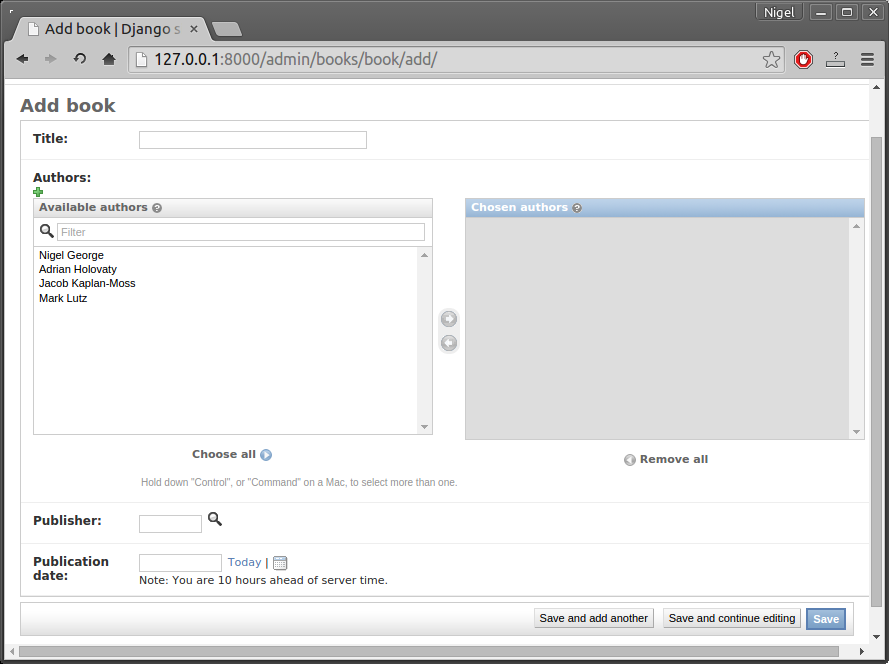 Nigel
Add book | Django s
127.0.0.1:8000/admin/books/book/add/
Add book
Title:
Authors:
Available authors ?
Chosen authors ?
Filter
Nigel George
Adrian Holovaty
Jacob Kaplan-Moss
Mark Lutz
Choose all
Remove all
Hold down "Control", or "Command" on a Mac, to select more than one.
Publisher:
Publication date:
Today |
Note: You are 10 hours ahead of server time.
Save and add another
Save and continue editing
Save